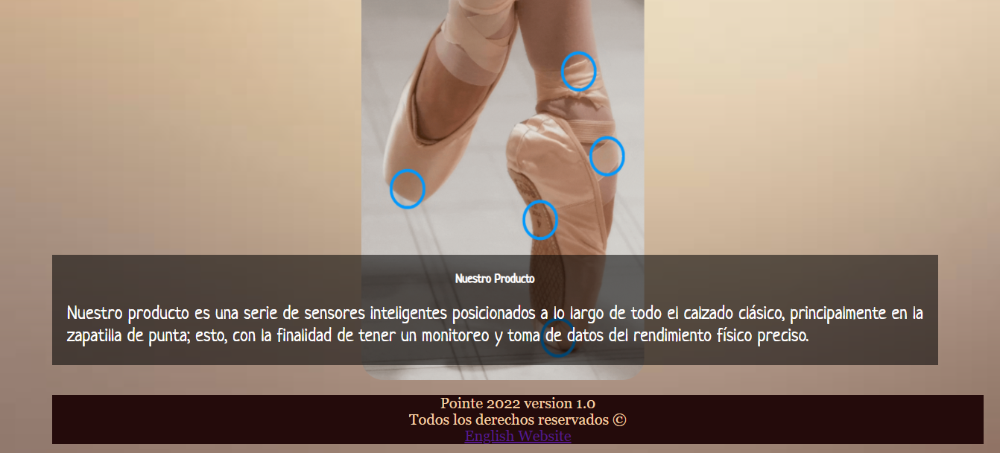 Nuestro Producto
Nuestro producto es una serie de sensores inteligentes posicionados a lo largo de todo el calzado clásico, principalmente en la
zapatilla de punta; esto, con la finalidad de tener un monitoreo y toma de datos del rendimiento físico preciso.
Pointe 2022 version 1.0
Todos los derechos reservados ©
English Website